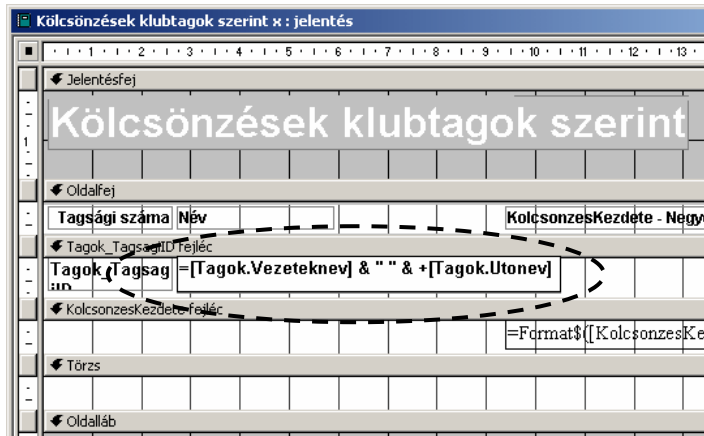 Kölcsönzések klubtagok szerint x : jelentés
1 2 3 4 5 6 7 8 9 10 11 12 13
Jelentésfej
Kölcsönzések klubtagok szerint
1
Oldalfej
Tagsági száma Név KolcsonzesKezdete - Negy
Tagok_TagsagiID fejléc
Tagok_Tagsag =[Tagok.Vezeteknev] & " " & +[Tagok.Utonev]
iID
KolcsonzesKezdete fejléc
=Format$([KolcsonzesKe
Törzs
Oldalláb